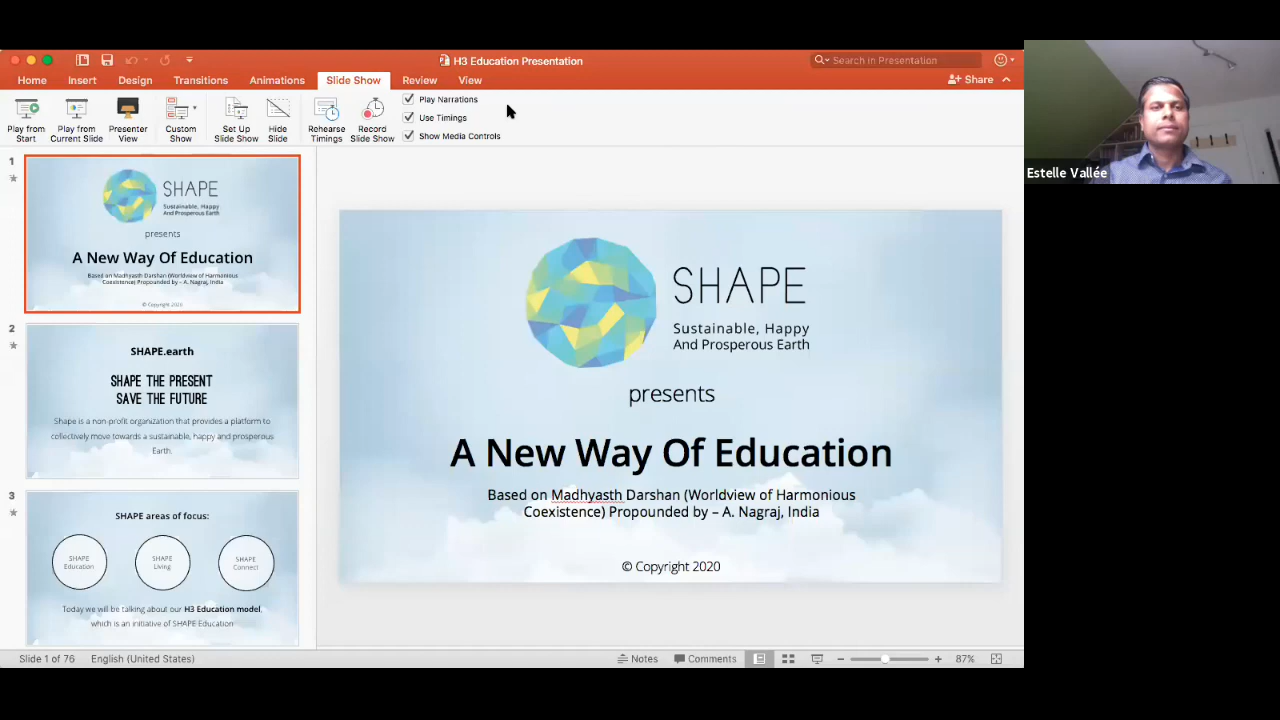 H3 Education Presentation
Search in Presentation
Home Insert Design Transitions Animations Slide Show Review View
Share
Play from Start
Play from Current Slide
Presenter View
Custom Show
Set Up Slide Show
Hide Slide
Rehearse Timings
Record Slide Show
Play Narrations
Use Timings
Show Media Controls
1
SHAPE
Sustainable, Happy
And Prosperous Earth
presents
A New Way Of Education
Based on Madhyasth Darshan (Worldview of Harmonious
Coexistence) Propounded by – A. Nagraj, India
© Copyright 2020
2
SHAPE.earth
SHAPE THE PRESENT
SAVE THE FUTURE
Shape is a non-profit organization that provides a platform to
collectively move towards a sustainable, happy and prosperous
Earth.
3
SHAPE areas of focus:
SHAPE
Education
SHAPE
Living
SHAPE
Connect
Today we will be talking about our H3 Education model,
which is an initiative of SHAPE Education
SHAPE
Sustainable, Happy
And Prosperous Earth
presents
A New Way Of Education
Based on Madhyasth Darshan (Worldview of Harmonious
Coexistence) Propounded by – A. Nagraj, India
© Copyright 2020
Slide 1 of 76 English (United States)
Notes Comments 87%
Estelle Vallée